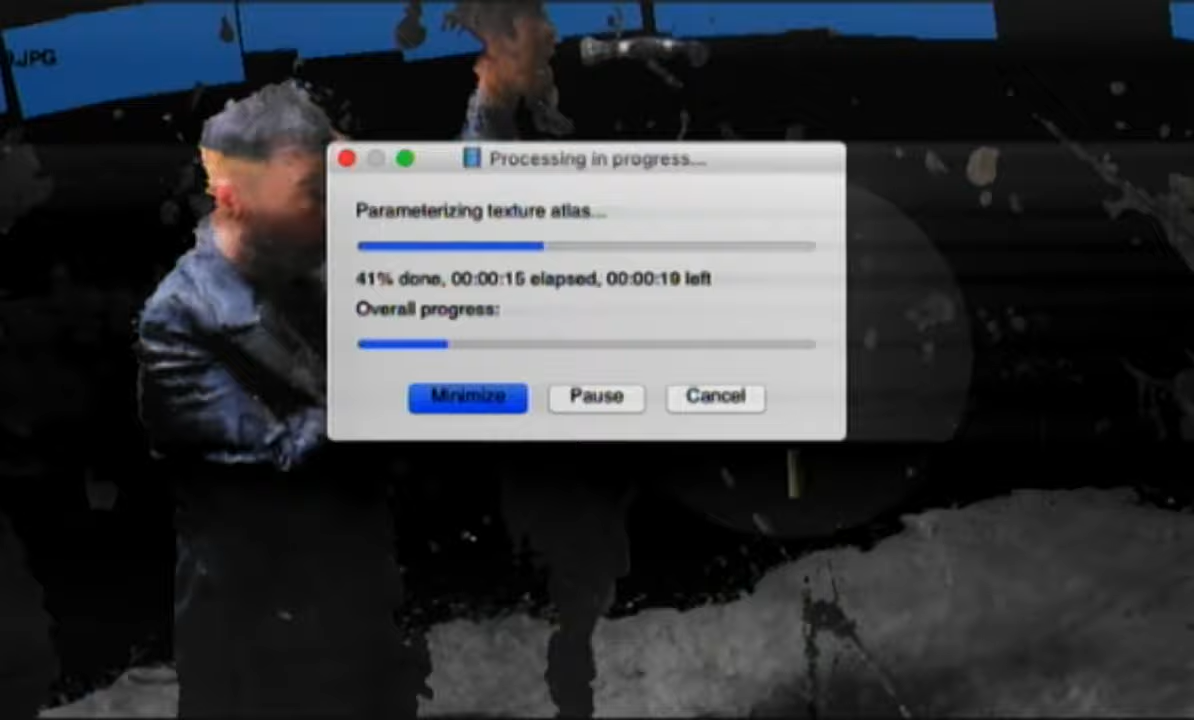 .JPG
Processing in progress...
Parameterizing texture atlas...
41% done, 00:00:15 elapsed, 00:00:19 left
Overall progress:
Minimize Pause Cancel